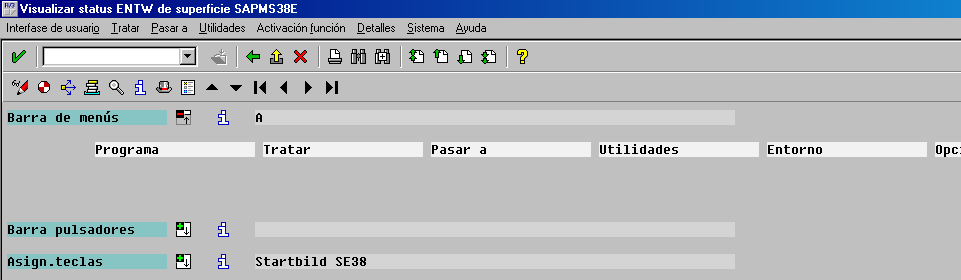 R/3 Visualizar status ENTW de superficie SAPMS38E
Interfase de usuario Tratar Pasar a Utilidades Activación función Detalles Sistema Ayuda
Barra de menús A
Programa Tratar Pasar a Utilidades Entorno Opci
Barra pulsadores
Asign.teclas Startbild SE38